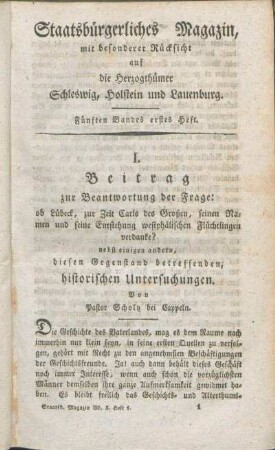 Staatsbürgerliches Magazin,
mit besonderer Rücksicht
auf
die Herzogthümer
Schleswig, Holstein und Lauenburg.
Fünften Bandes erstes Heft.
I.
Beitrag
zur Beantwortung der Frage:
ob Lübeck, zur Zeit Carls des Großen, seinen Na-
men und seine Entstehung westphälischen Flüchtlingen
verdanke?
nebst einigen andern,
diesen Gegenstand betreffenden,
historischen Untersuchungen.
Von
Pastor Scholtz bei Cappeln.
Die Geschichte des Vaterlandes, mag es dem Raume nach
immerhin nur klein seyn, in seine ersten Quellen zu verfol-
gen, gehört mit Recht zu den angenehmsten Beschäftigungen
der Geschichtsfreunde. Hat auch dann behält dieses Geschäft
noch immer Interesse, wenn auch schon die vorzüglichsten
Männer demselben ihre ganze Aufmerksamkeit gewidmet ha-
ben. Es bleibt freilich das Geschichts- und Alterthums-
Staatsb. Magazin Bd. 5. Heft 1. 1